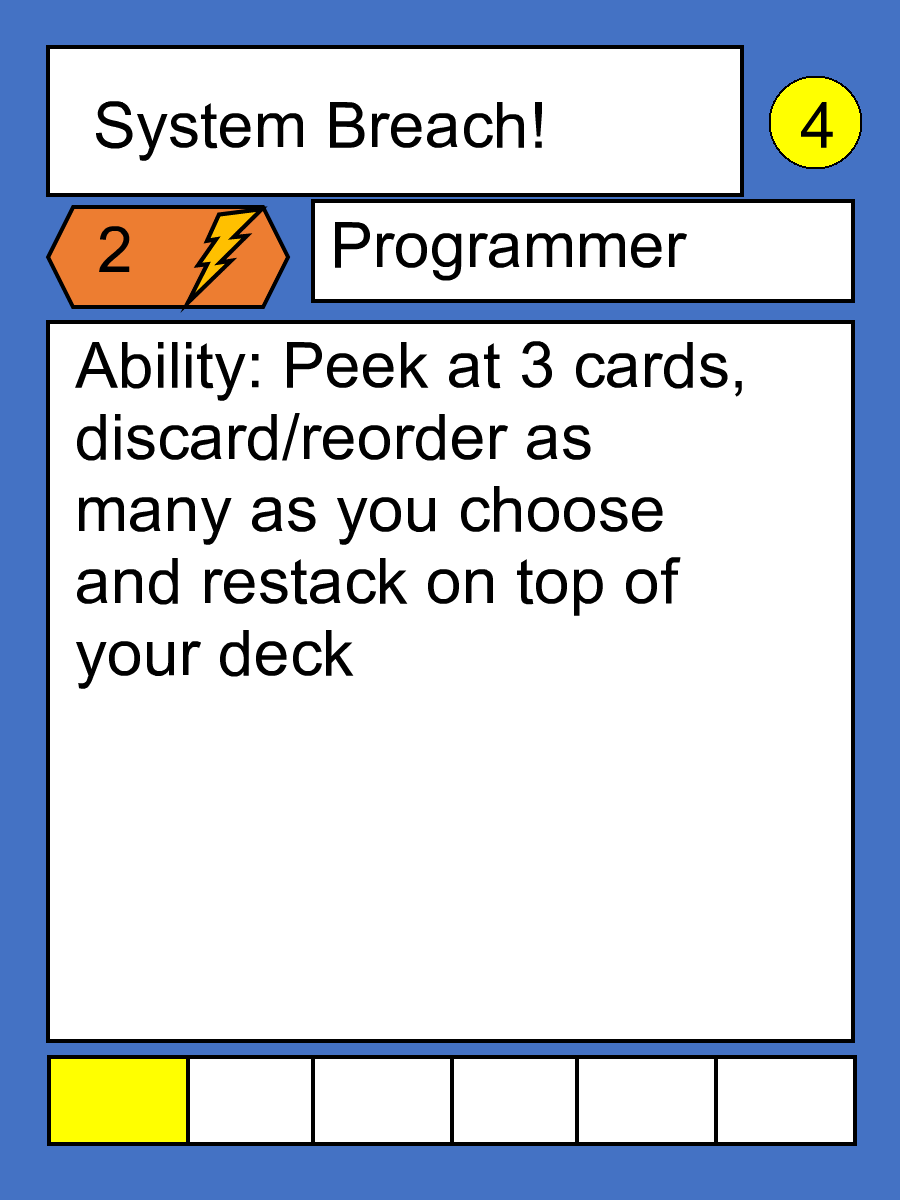 System Breach!
4
2
Programmer
Ability: Peek at 3 cards,
discard/reorder as
many as you choose
and restack on top of
your deck